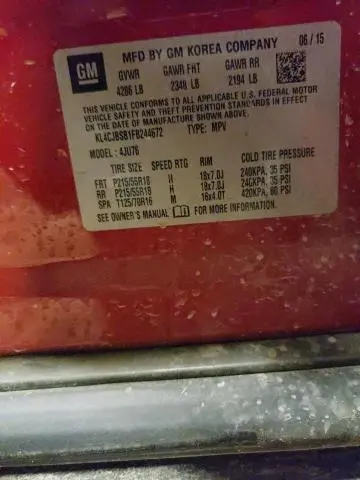 GM
MFD BY GM KOREA COMPANY 06 / 15
GVWR GAWR FHT GAWR RR
4286 LB 2348 LB 2194 LB
THIS VEHICLE CONFORMS TO ALL APPLICABLE U.S. FEDERAL MOTOR
VEHICLE SAFETY AND THEFT PREVENTION STANDARDS IN EFFECT ON
THE DATE OF MANUFACTURE SHOWN ABOVE.
KL4CJBSB1FB244672 TYPE: MPV
MODEL: 4JU76
TIRE SIZE SPEED RTG RIM COLD TIRE PRESSURE
FRT P215/55R18 H 18x7.0J 240KPA, 35 PSI
RR P215/55R18 H 18x7.0J 240KPA, 35 PSI
SPA T125/70R16 M 16x4.0T 420KPA, 60 PSI
SEE OWNER'S MANUAL FOR MORE INFORMATION.